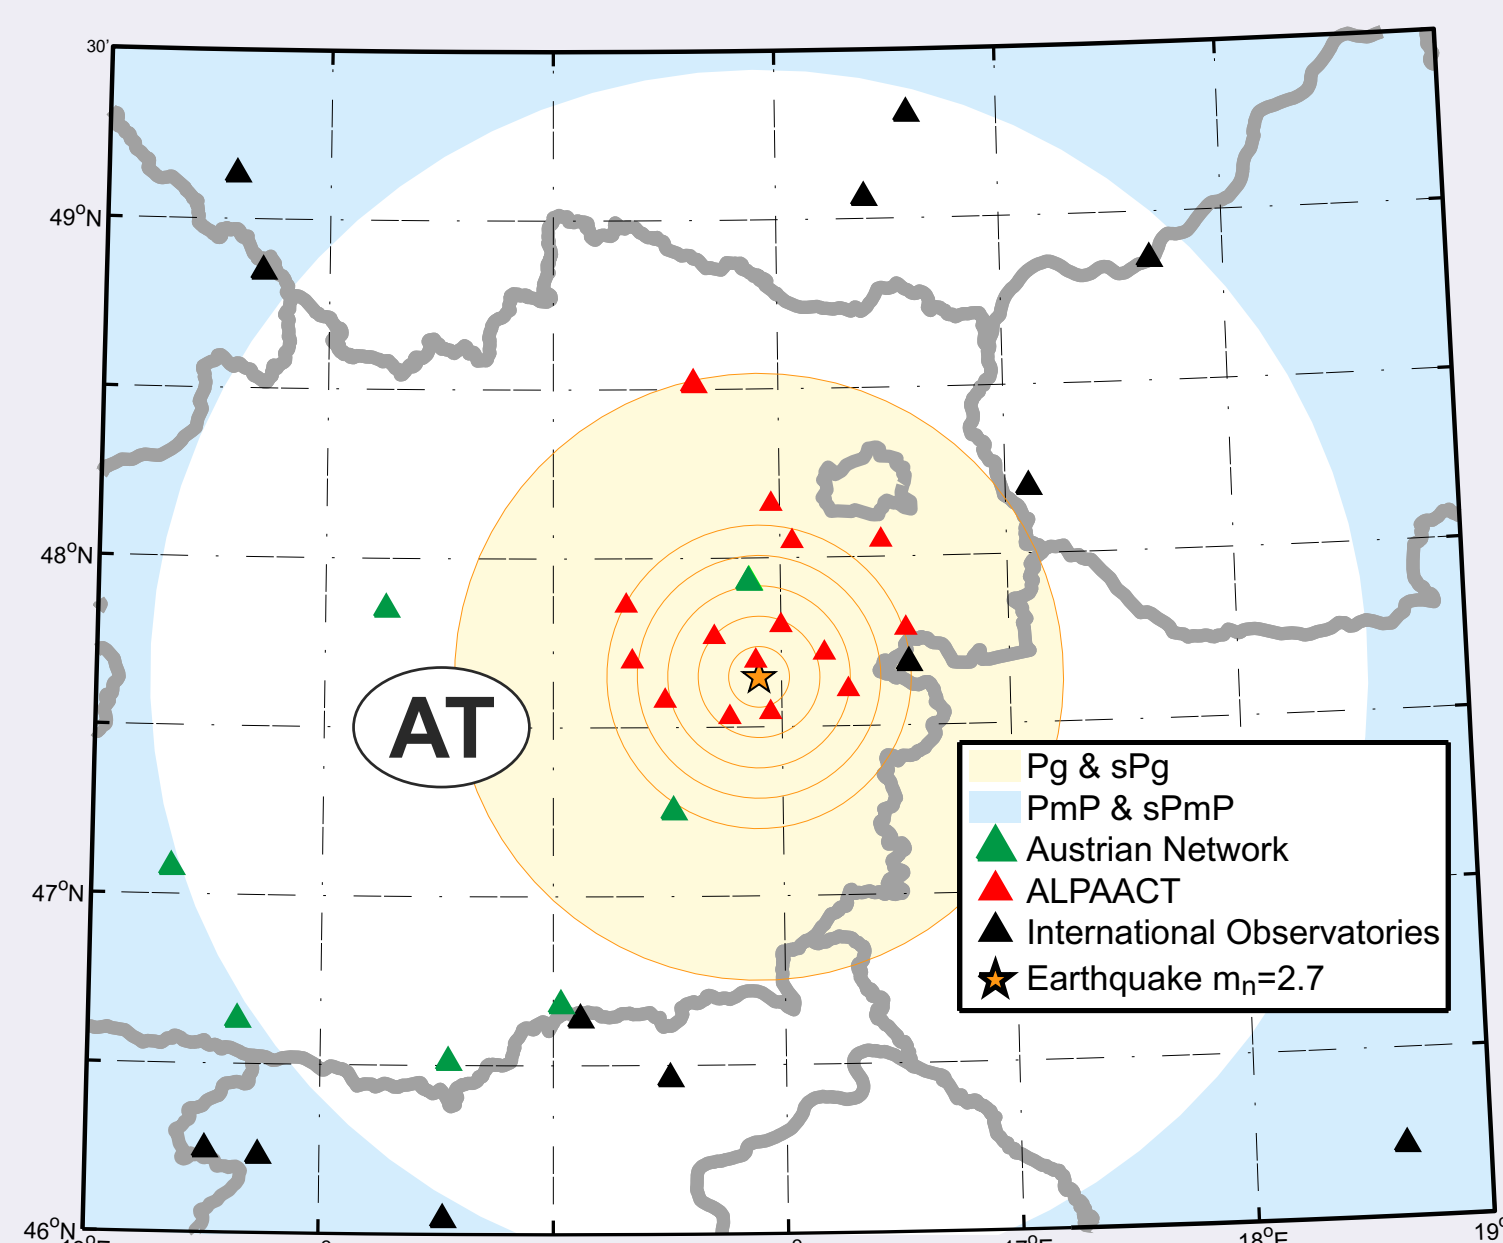 30'
49°N
48°N
AT
Pg & sPg
PmP & sPmP
Austrian Network
47°N
ALPAACT
International Observatories
Earthquake mn=2.7
46°N
17°E
18°E